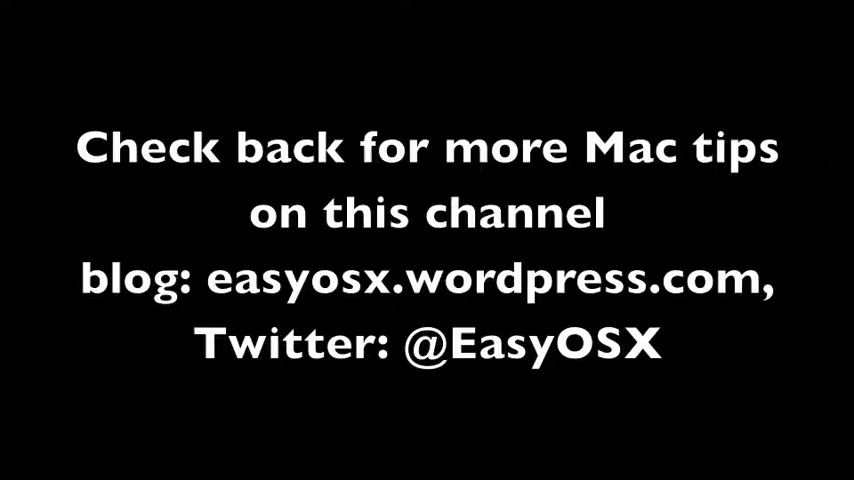 Check back for more Mac tips
on this channel
blog: easyosx.wordpress.com,
Twitter: @EasyOSX